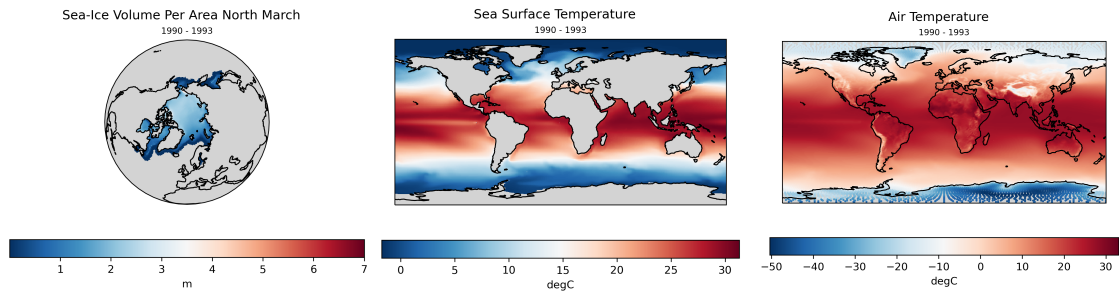 Sea-Ice Volume Per Area North March
1990 - 1993
1 2 3 4 5 6 7
m
Sea Surface Temperature
1990 - 1993
0 5 10 15 20 25 30
degC
Air Temperature
1990 - 1993
−50 −40 −30 −20 −10 0 10 20 30
degC